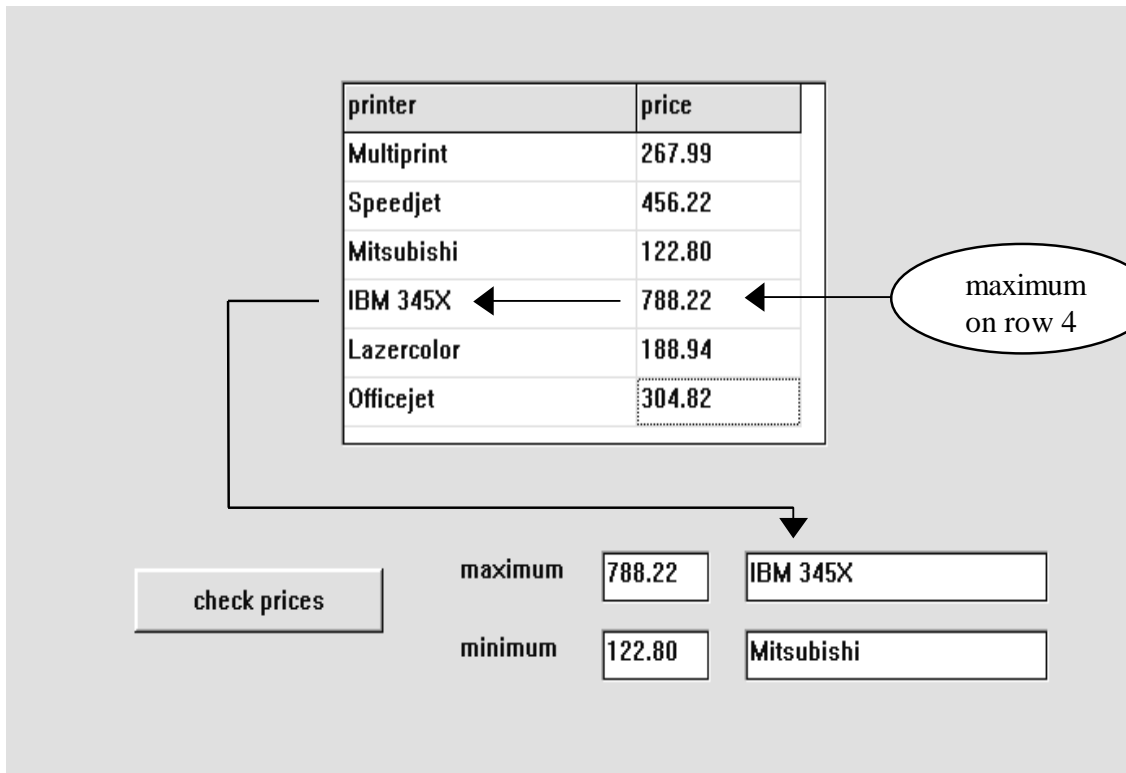 printer price
Multiprint 267.99
Speedjet 456.22
Mitsubishi 122.80
IBM 345X 788.22
Lazercolor 188.94
Officejet 304.82
maximum
on row 4
check prices
maximum 788.22 IBM 345X
minimum 122.80 Mitsubishi